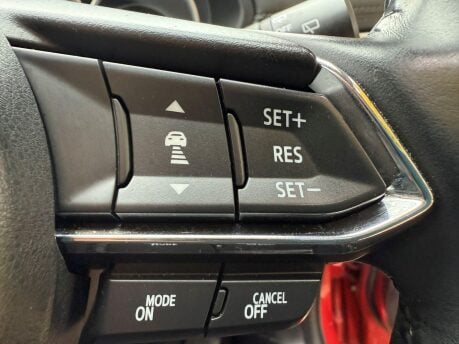 SET+
RES
SET−
MODE
ON
CANCEL
OFF